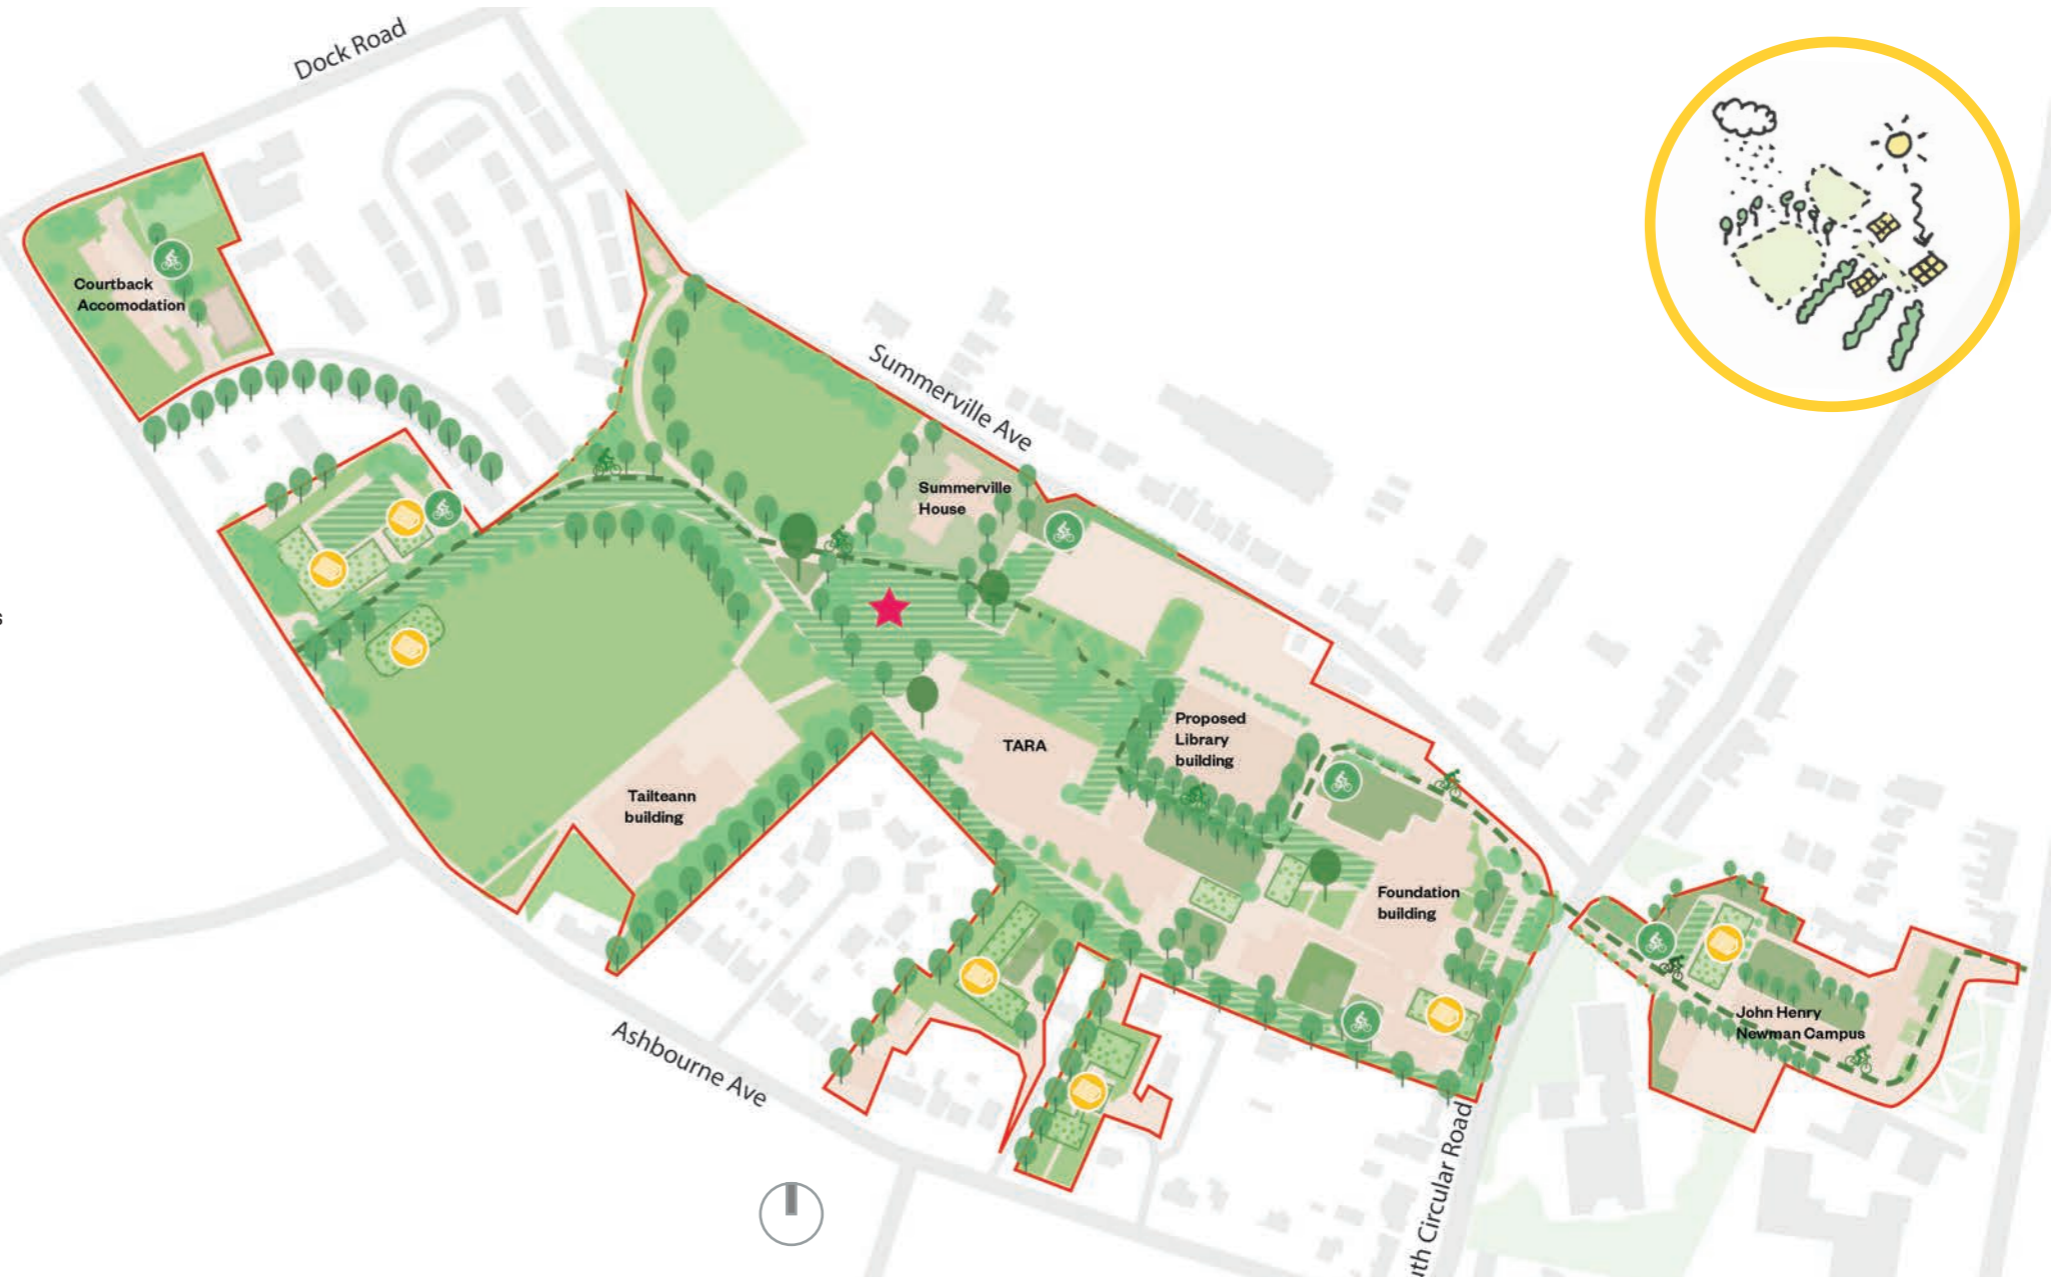 Dock Road
Courtback
Accomodation
Summerville Ave
Summerville
House
s
Proposed
Library
building
TARA
Tailteann
building
Foundation
building
John Henry
Newman Campus
Ashbourne Ave
uth Circular Road